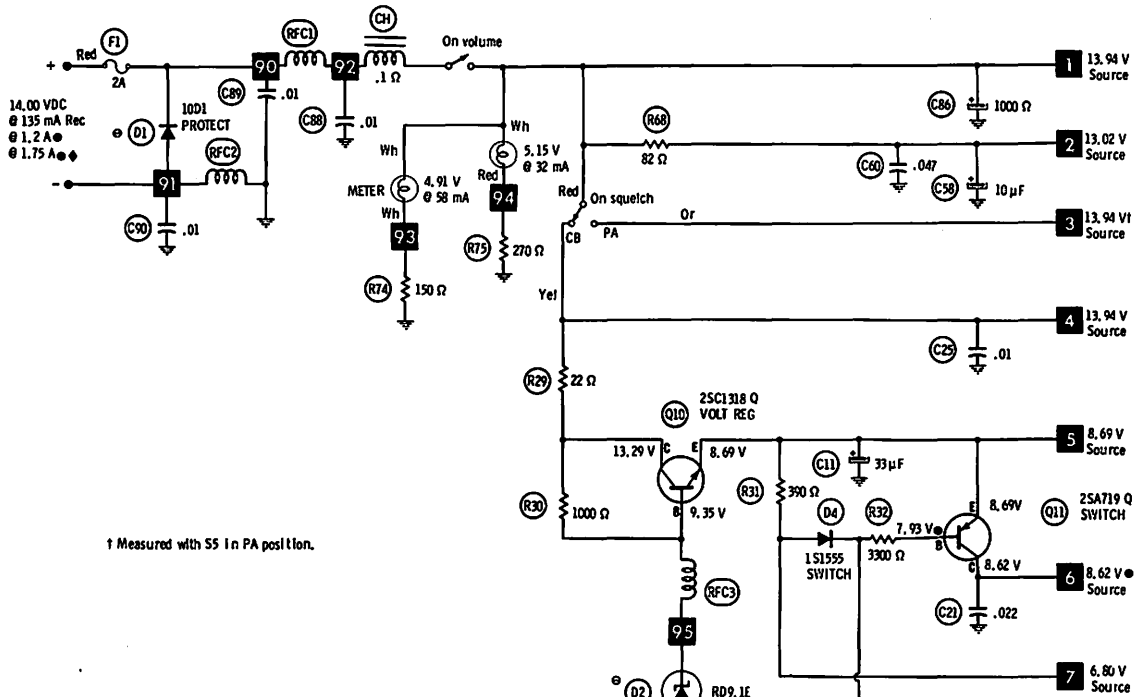 F1
Red
+
2A
90
RFC1
92
CH
.1 Ω
On volume
1
13.94 V
Source
14.00 VDC
@ 135 mA Rec
@ 1.2 A●
@ 1.75 A●◆
⊖
D1
10D1
PROTECT
C89
.01
C88
.01
C86
+
1000 Ω
RFC2
-
91
C90
.01
Wh
Wh
5.15 V
@ 32 mA
Red
94
METER
4.91 V
@ 58 mA
Wh
93
R75
270 Ω
R74
150 Ω
R68
82 Ω
C60
.047
C58
+
10 µF
2
13.02 V
Source
Red
On squelch
CB
PA
Or
3
13.94 V†
Source
Yel
4
13.94 V
Source
C25
.01
R29
22 Ω
Q10
2SC1318 Q
VOLT REG
13.29 V
C
E
8.69 V
B
9.35 V
R30
1000 Ω
5
8.69 V
Source
C11
+
33 µF
R31
390 Ω
D4
1S1555
SWITCH
R32
3300 Ω
7.93 V●
B
E
8.69V
C
8.62 V
Q11
2SA719 Q
SWITCH
6
8.62 V●
Source
C21
.022
† Measured with S5 in PA position.
RFC3
95
⊖
D2
RD9.1E
7
6.80 V
Source